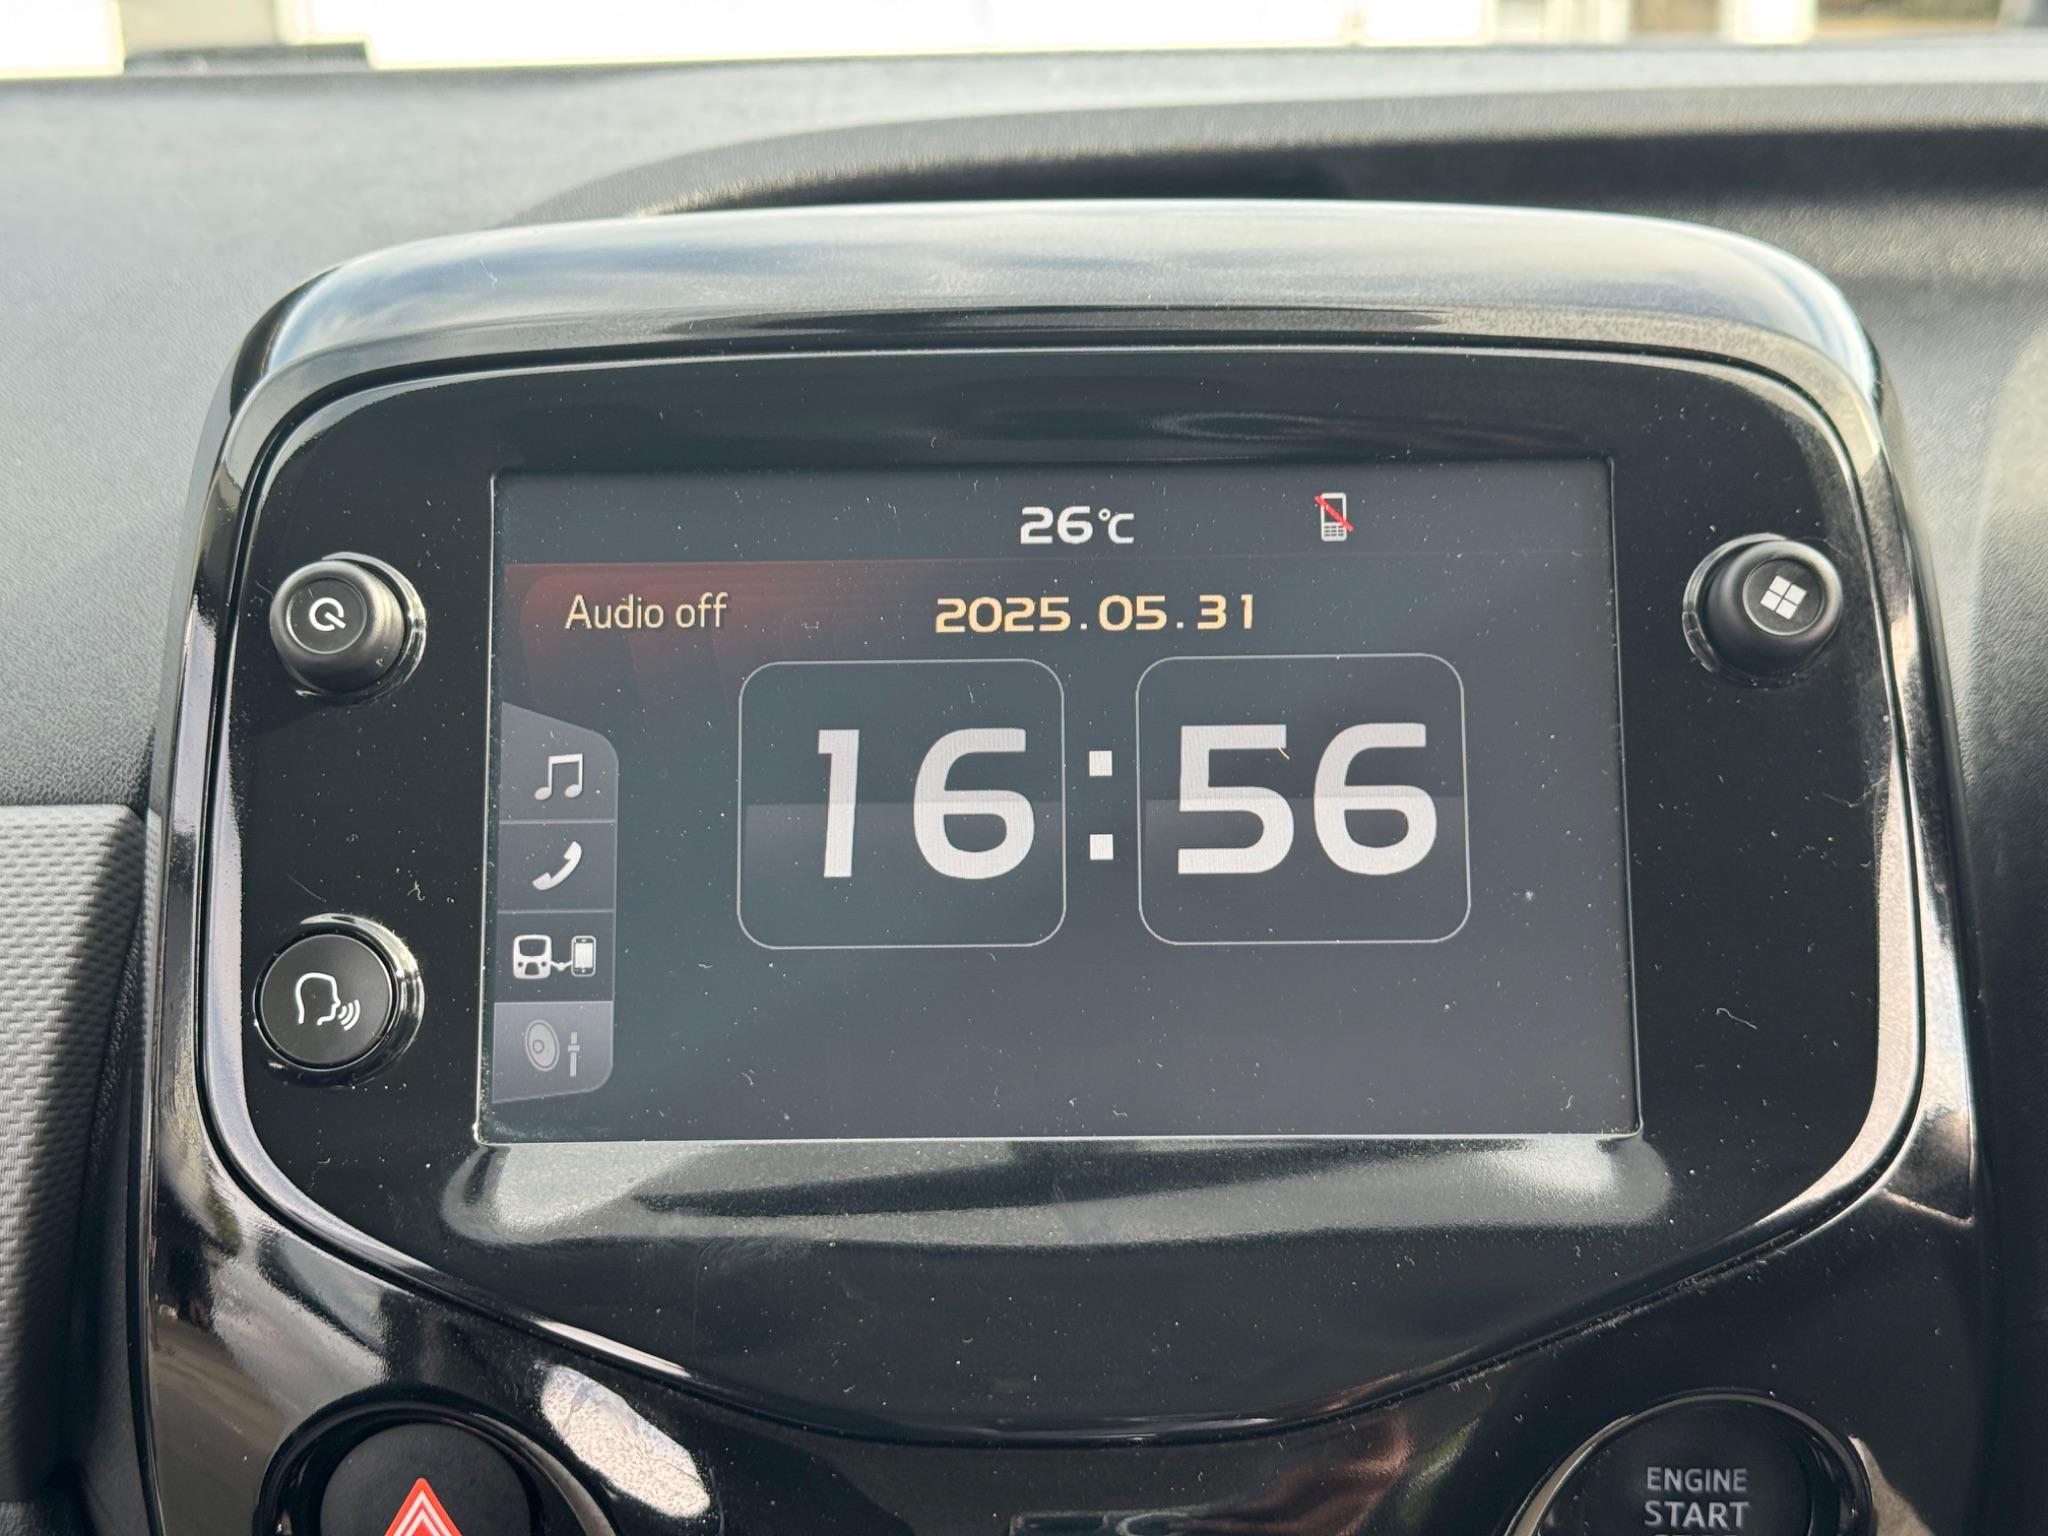 26°C
Audio off
2025.05.31
16:56
ENGINE
START